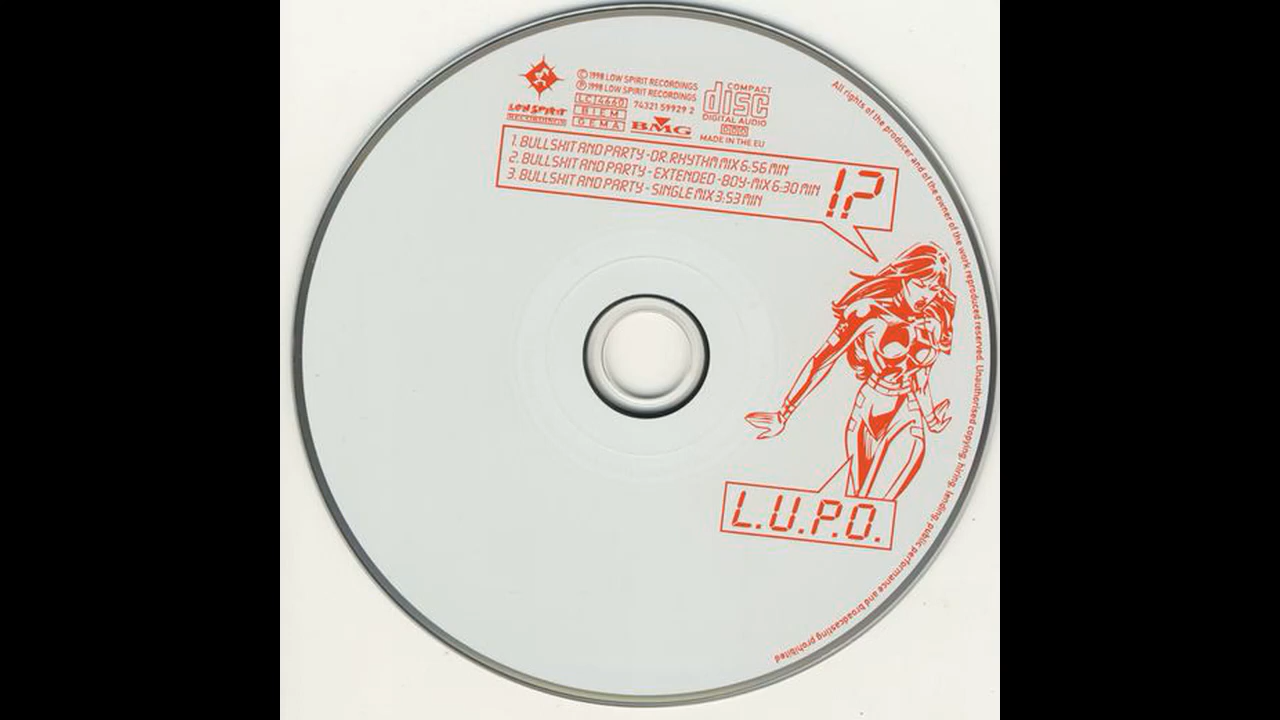 LOW SPIRIT
RECORDINGS
© 1998 LOW SPIRIT RECORDINGS
℗ 1998 LOW SPIRIT RECORDINGS
LC 4660
BIEM
GEMA
74321 59929 2
BMG
COMPACT
disc
DIGITAL AUDIO
DDD
MADE IN THE EU
1. BULLSHIT AND PARTY - DR. RHYTHM MIX 6:56 MIN
2. BULLSHIT AND PARTY - EXTENDED -BOY-MIX 6:30 MIN
3. BULLSHIT AND PARTY - SINGLE MIX 3:53 MIN
!?
L.U.P.O.
All rights of the producer and of the owner of the work reproduced reserved. Unauthorised copying, hiring, lending, public performance and broadcasting prohibited